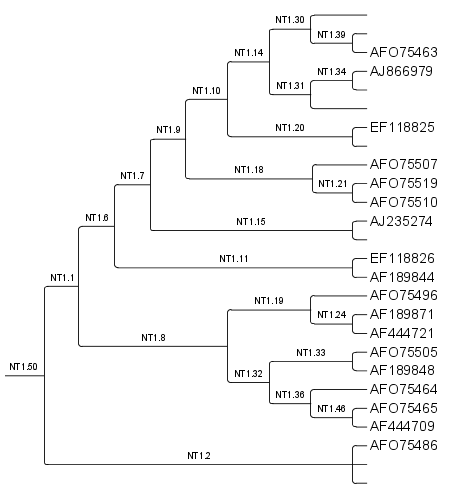 NT1.30
NT1.39
NT1.14
AFO75463
NT1.34 AJ866979
NT1.31
NT1.10
NT1.20 EF118825
NT1.9
AFO75507
NT1.18
NT1.7
NT1.21 AFO75519
AFO75510
NT1.15 AJ235274
NT1.6
EF118826
NT1.11
AF189844
NT1.1
AFO75496
NT1.19
NT1.24 AF189871
AF444721
NT1.8
NT1.33 AFO75505
AF189848
NT1.32
NT1.50
AFO75464
NT1.36
NT1.46 AFO75465
AF444709
AFO75486
NT1.2